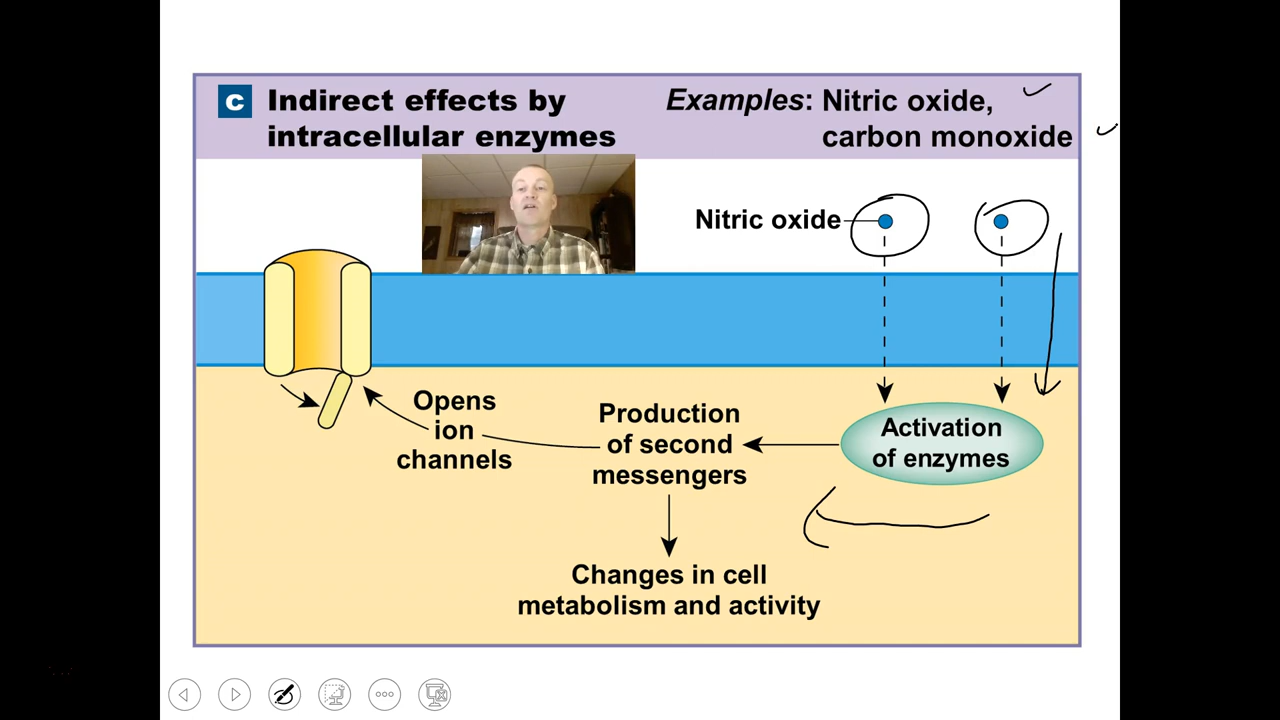 C Indirect effects by
intracellular enzymes
Examples: Nitric oxide,
carbon monoxide
Nitric oxide
Opens
ion
channels
Production
of second
messengers
Activation
of enzymes
Changes in cell
metabolism and activity